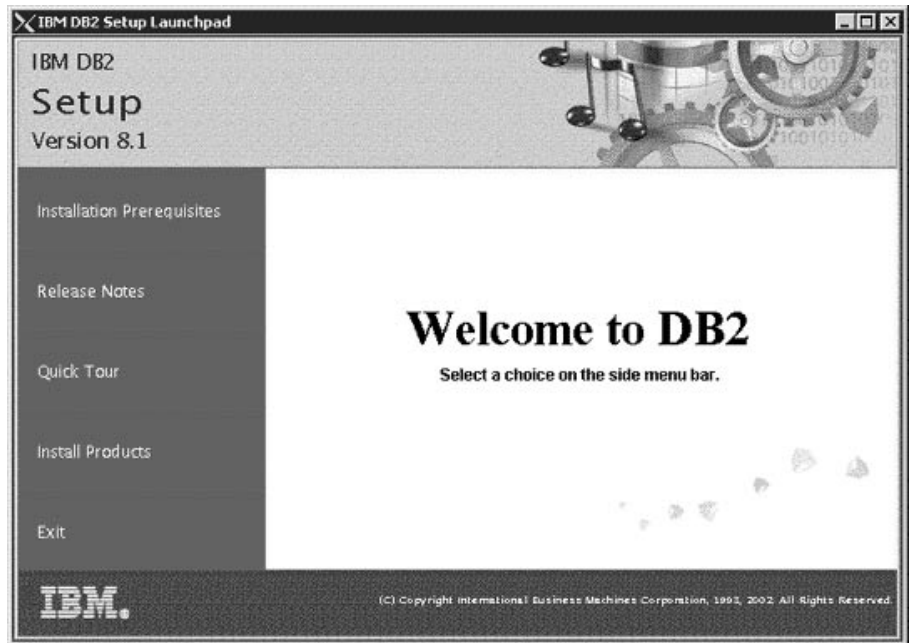 IBM DB2 Setup Launchpad
IBM DB2
Setup
Version 8.1
Installation Prerequisites
Release Notes
Quick Tour
Install Products
Exit
Welcome to DB2
Select a choice on the side menu bar.
IBM.
(C) Copyright International Business Machines Corporation, 1993, 2002 All Rights Reserved.